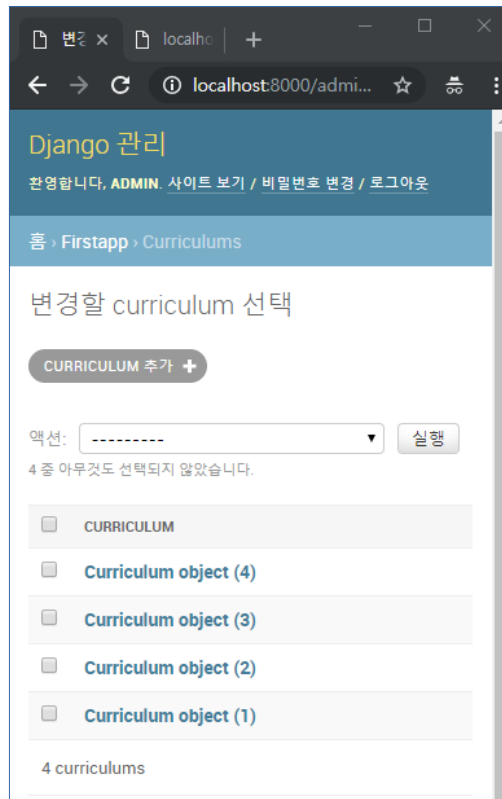 변경
localho
localhost:8000/admi...
Django 관리
환영합니다, ADMIN. 사이트 보기 / 비밀번호 변경 / 로그아웃
홈 › Firstapp › Curriculums
변경할 curriculum 선택
CURRICULUM 추가 +
액션: --------- 실행
4 중 아무것도 선택되지 않았습니다.
CURRICULUM
Curriculum object (4)
Curriculum object (3)
Curriculum object (2)
Curriculum object (1)
4 curriculums